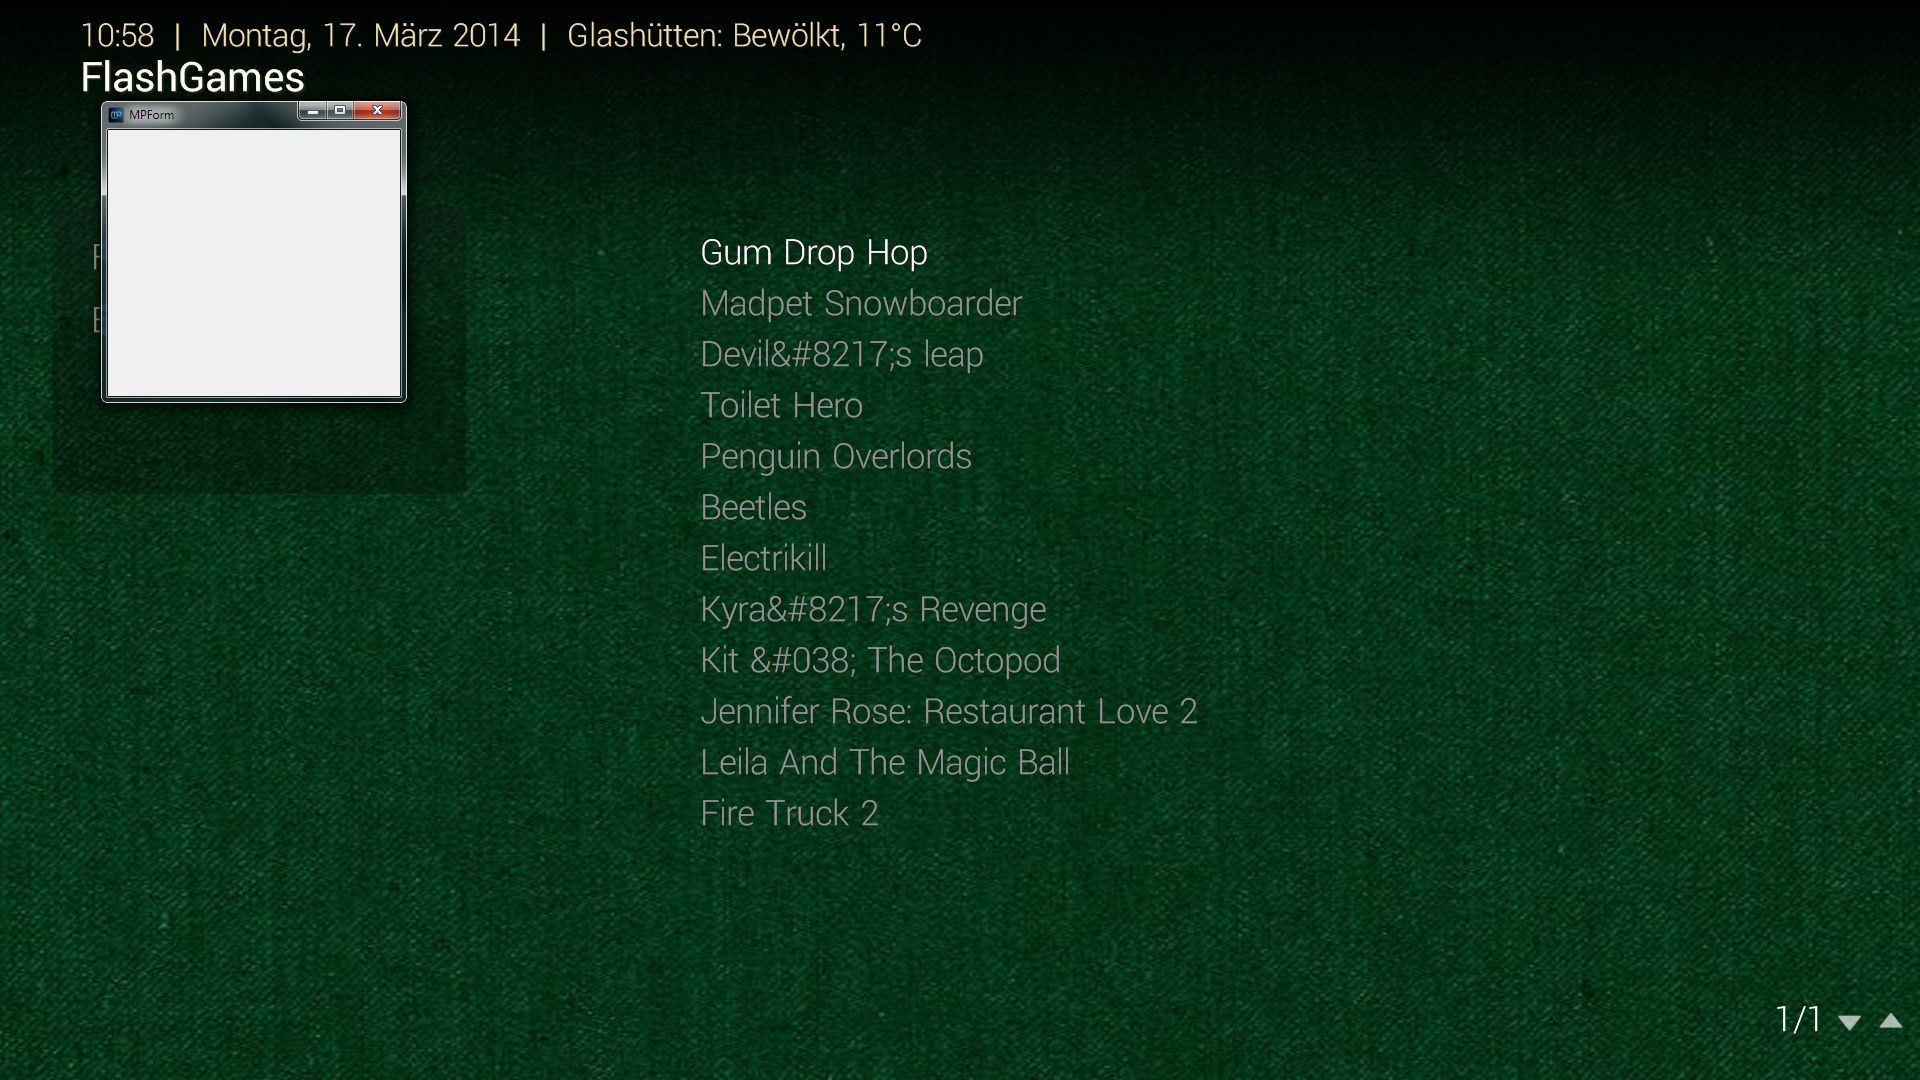 10:58 | Montag, 17. März 2014 | Glashütten: Bewölkt, 11°C
FlashGames
MPForm
Gum Drop Hop
Madpet Snowboarder
Devil&#8217;s leap
Toilet Hero
Penguin Overlords
Beetles
Electrikill
Kyra&#8217;s Revenge
Kit &#038; The Octopod
Jennifer Rose: Restaurant Love 2
Leila And The Magic Ball
Fire Truck 2
1/1